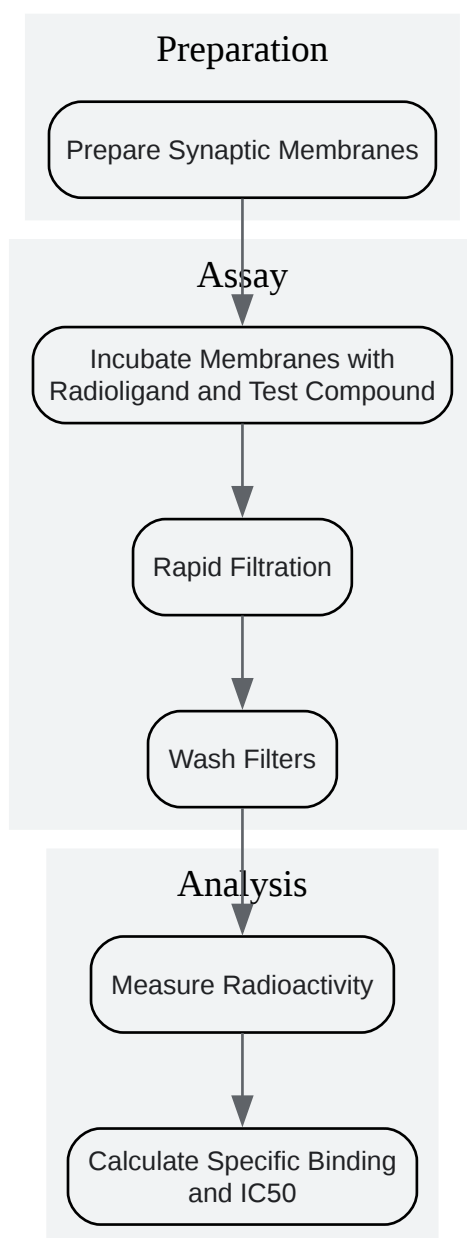 Preparation
Prepare Synaptic Membranes
Assay
Incubate Membranes with
Radioligand and Test Compound
Rapid Filtration
Wash Filters
Analysis
Measure Radioactivity
Calculate Specific Binding
and IC50